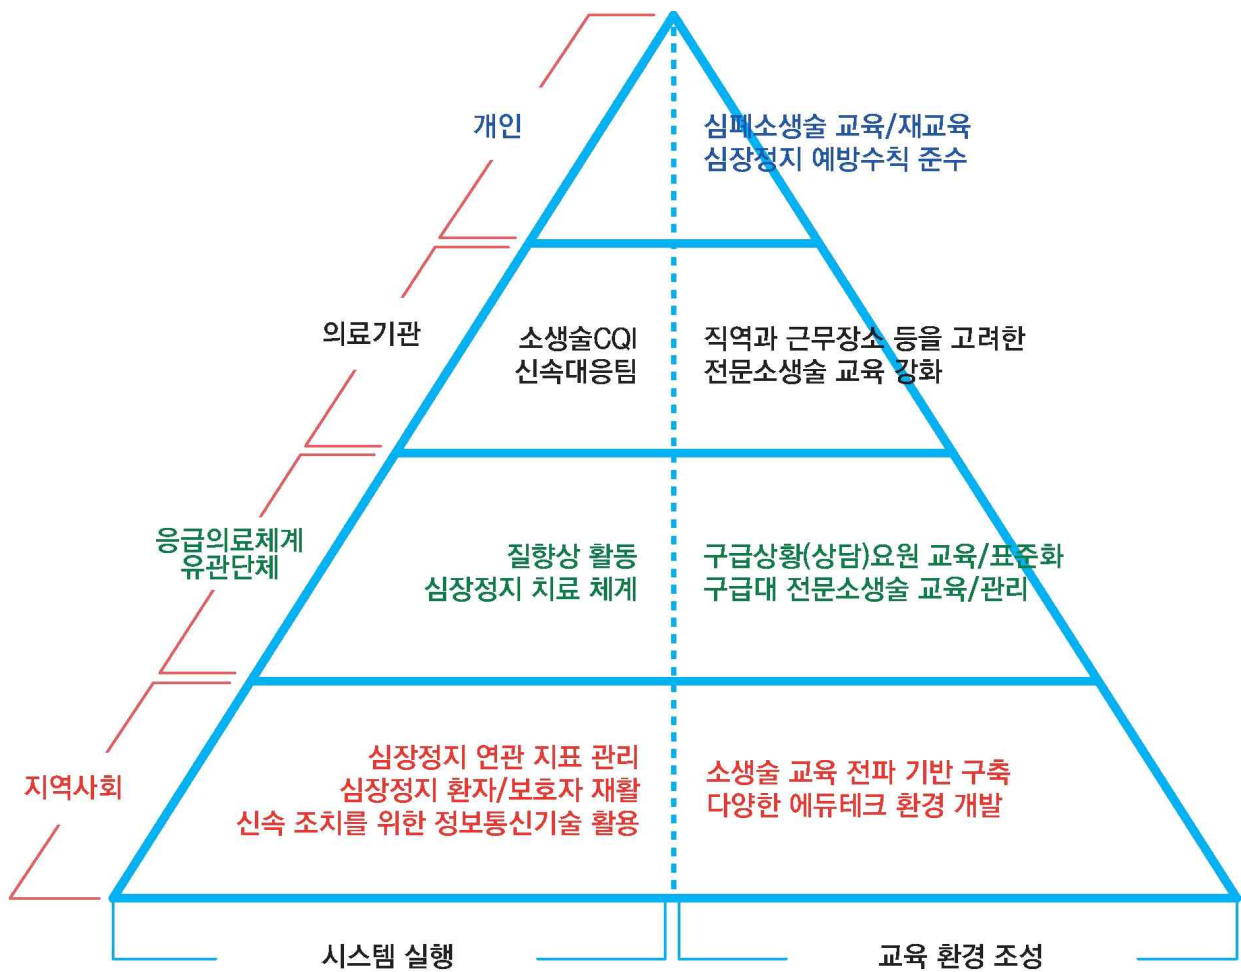 개인
심폐소생술 교육/재교육
심장정지 예방수칙 준수
의료기관
소생술CQI
신속대응팀
직역과 근무장소 등을 고려한
전문소생술 교육 강화
응급의료체계
유관단체
질향상 활동
심장정지 치료 체계
구급상황(상담)요원 교육/표준화
구급대 전문소생술 교육/관리
지역사회
심장정지 연관 지표 관리
심장정지 환자/보호자 재활
신속 조치를 위한 정보통신기술 활용
소생술 교육 전파 기반 구축
다양한 에듀테크 환경 개발
시스템 실행
교육 환경 조성